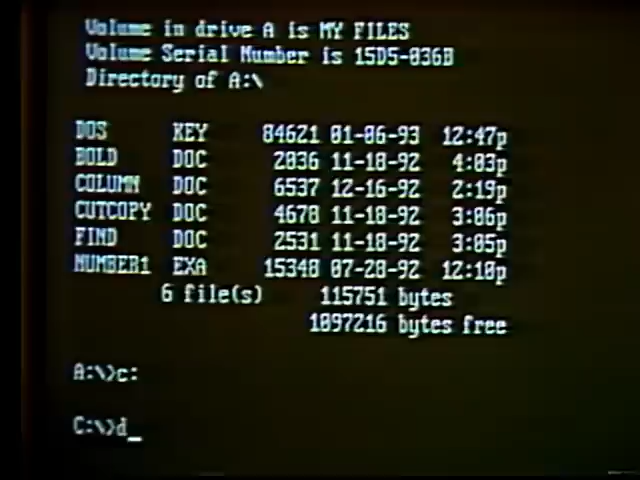 Volume in drive A is MY FILES
Volume Serial Number is 15D5-036B
Directory of A:\
DOS KEY 84621 01-06-93 12:47p
BOLD DOC 2036 11-18-92 4:03p
COLUMN DOC 6537 12-16-92 2:19p
CUTCOPY DOC 4678 11-18-92 3:06p
FIND DOC 2531 11-18-92 3:05p
NUMBER1 EXA 15348 07-28-92 12:10p
6 file(s) 115751 bytes
1097216 bytes free
A:\>c:
C:\>d_